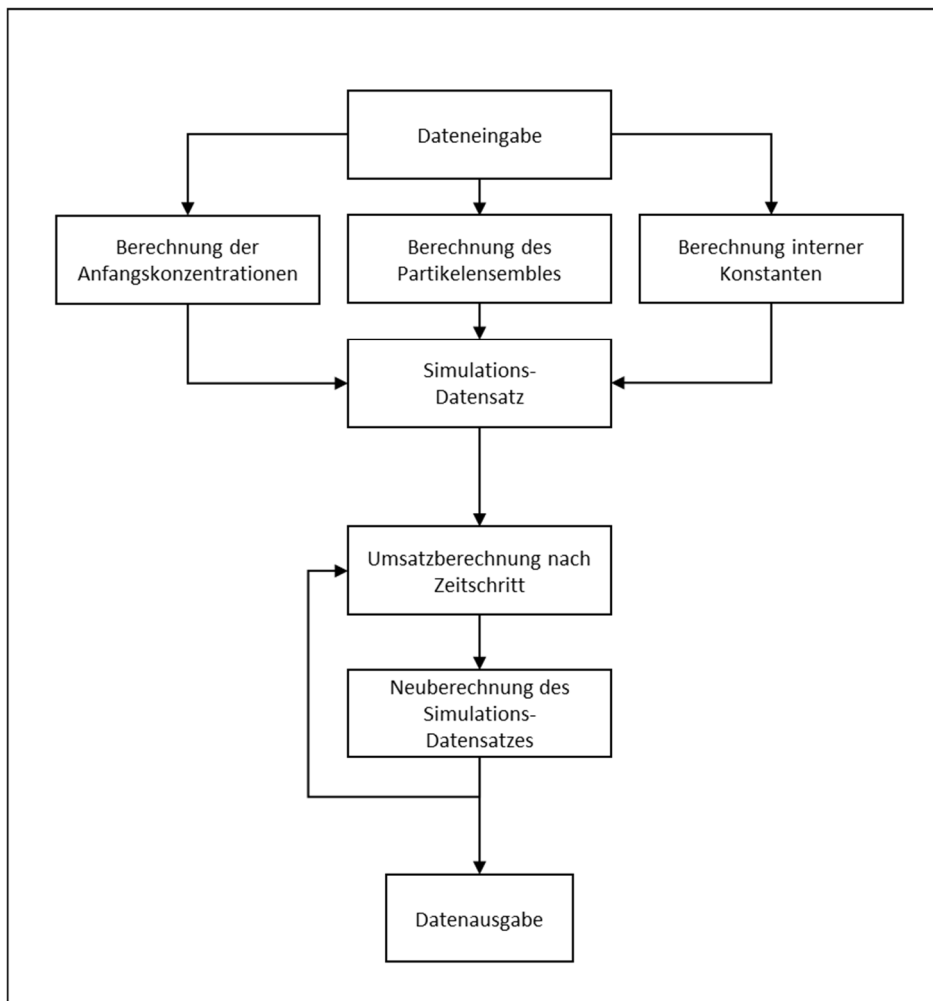 Dateneingabe
Berechnung der
Anfangskonzentrationen
Berechnung des
Partikelensembles
Berechnung interner
Konstanten
Simulations-
Datensatz
Umsatzberechnung nach
Zeitschritt
Neuberechnung des
Simulations-
Datensatzes
Datenausgabe